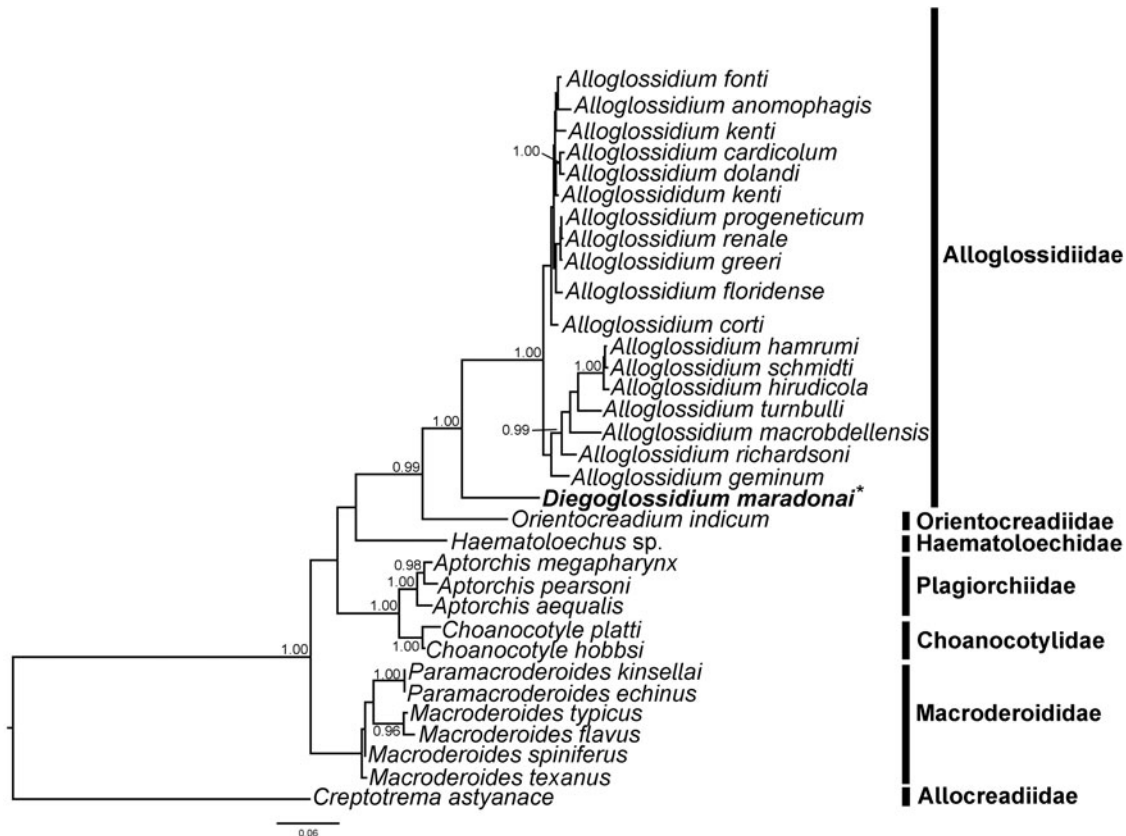 Alloglossidium fonti
Alloglossidium anomophagis
Alloglossidium kenti
1.00
Alloglossidium cardicolum
Alloglossidium dolandi
Alloglossididum kenti
Alloglossidium progeneticum
Alloglossidium renale
Alloglossidium greeri
Alloglossidiidae
Alloglossidium floridense
Alloglossidium corti
1.00
Alloglossidium hamrumi
1.00
Alloglossidium schmidti
Alloglossidium hirudicola
Alloglossidium turnbulli
1.00
0.99
Alloglossidium macrobdellensis
Alloglossidium richardsoni
0.99
Alloglossidium geminum
Diegoglossidium maradonai*
Orientocreadium indicum
Orientocreadiidae
Haematoloechus sp.
Haematoloechidae
0.98
Aptorchis megapharynx
1.00
Aptorchis pearsoni
Plagiorchiidae
1.00
Aptorchis aequalis
Choanocotyle platti
Choanocotylidae
1.00
Choanocotyle hobbsi
1.00
1.00
Paramacroderoides kinsellai
Paramacroderoides echinus
Macroderoides typicus
Macroderoididae
0.96
Macroderoides flavus
Macroderoides spiniferus
Macroderoides texanus
Creptotrema astyanace
Allocreadiidae
0.06